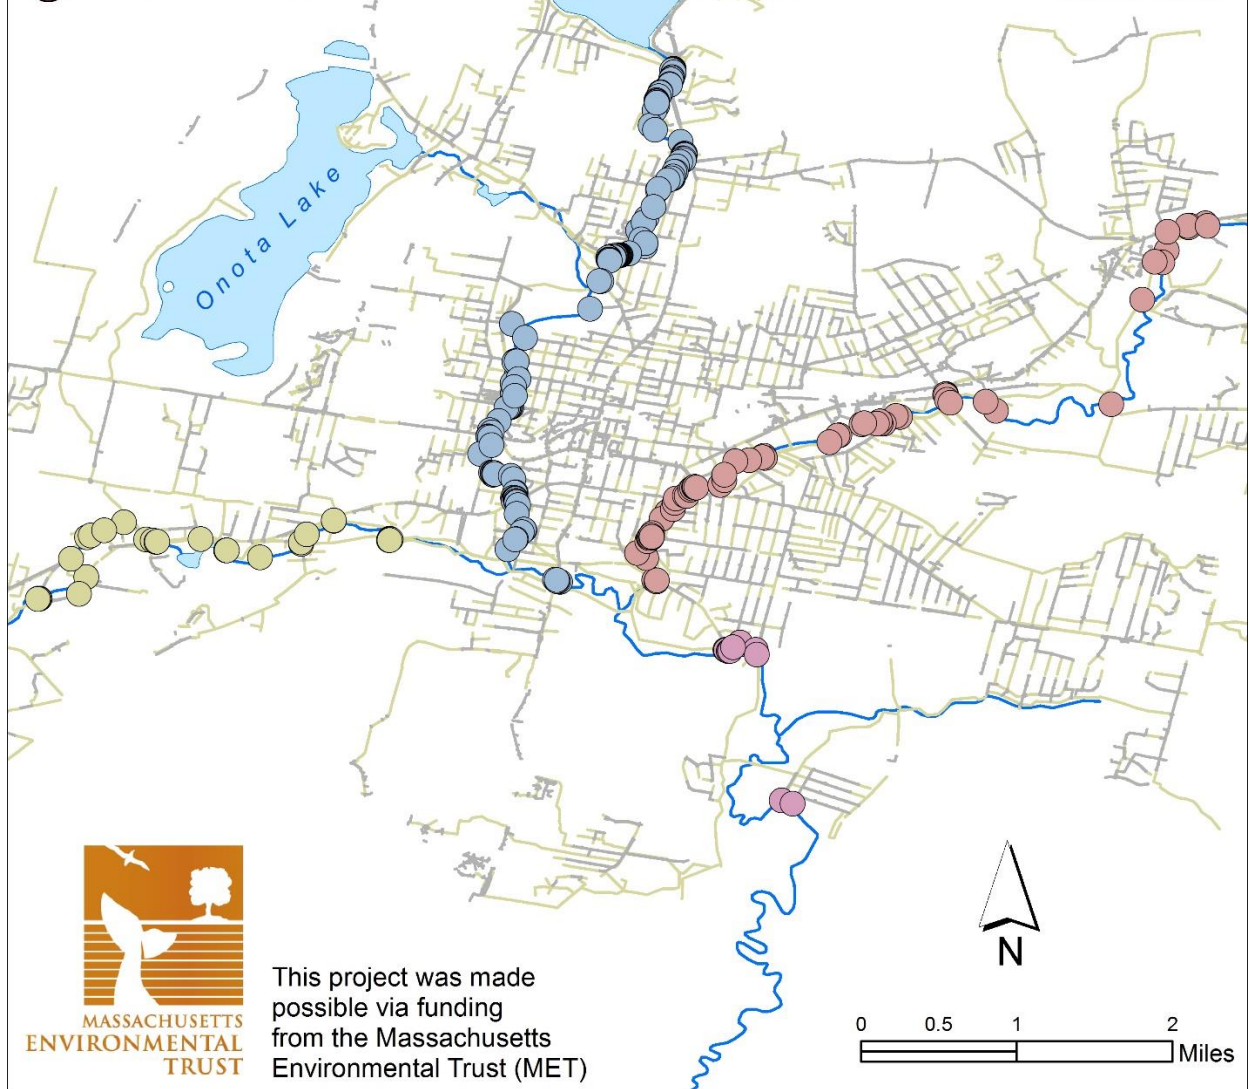 Onota Lake
N
0 0.5 1 2
Miles
MASSACHUSETTS
ENVIRONMENTAL
TRUST
This project was made
possible via funding
from the Massachusetts
Environmental Trust (MET)